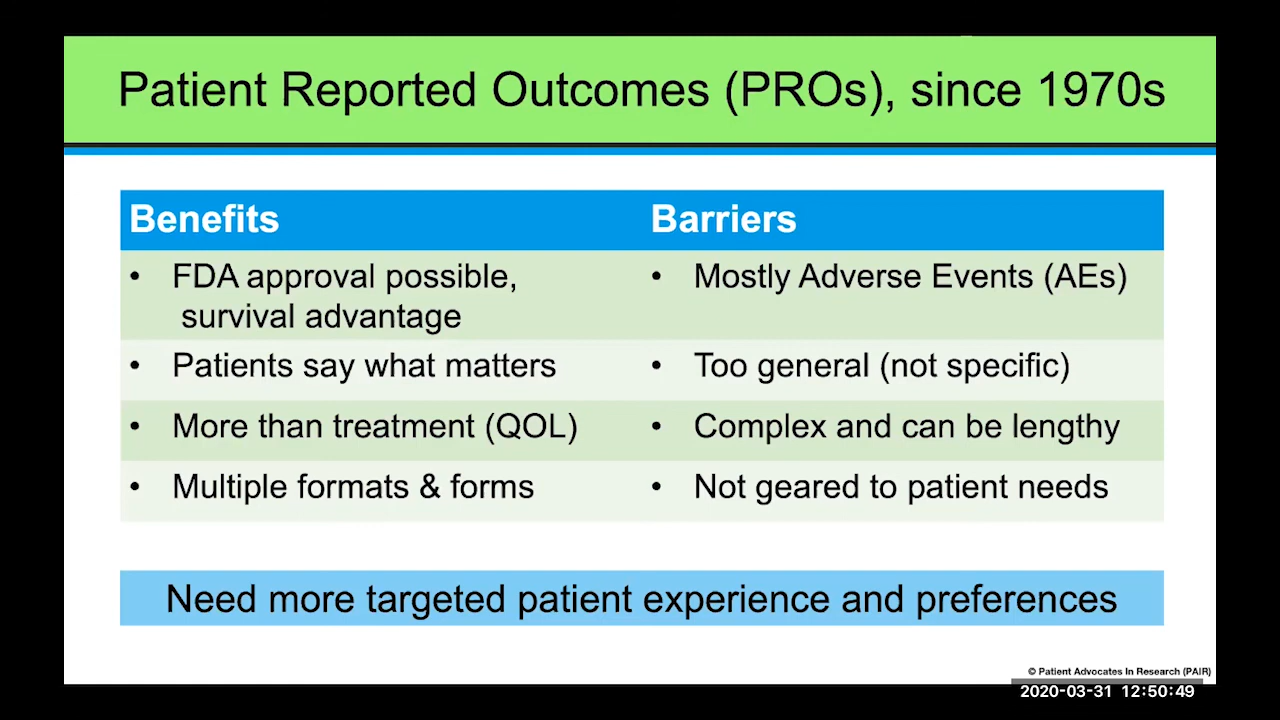 Patient Reported Outcomes (PROs), since 1970s
Benefits
Barriers
• FDA approval possible,
survival advantage
• Mostly Adverse Events (AEs)
• Patients say what matters
• Too general (not specific)
• More than treatment (QOL)
• Complex and can be lengthy
• Multiple formats & forms
• Not geared to patient needs
Need more targeted patient experience and preferences
© Patient Advocates In Research (PAIR)
2020-03-31 12:50:49